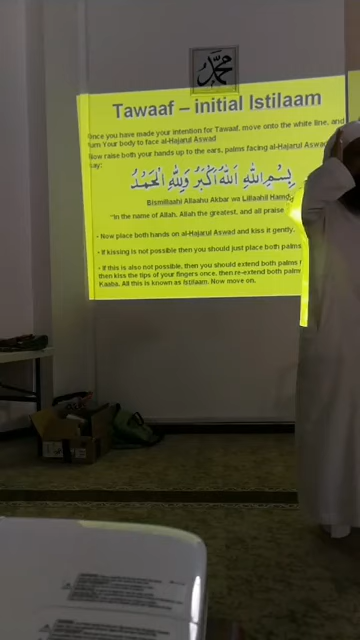 محمد
Tawaaf – initial Istilaam
Once you have made your intention for Tawaaf, move onto the white line, and
turn Your body to face al-Hajarul Aswad
Now raise both your hands up to the ears, palms facing al-Hajarul Aswad
say:
بِسْمِ اللهِ اَللهُ اَكْبَرُ وَلِلّٰهِ الْحَمْدُ
Bismillaahi Allaahu Akbar wa Lillaahil Hamd
"In the name of Allah, Allah the greatest, and all praise
• Now place both hands on al-Hajarul Aswad and kiss it gently.
• If kissing is not possible then you should just place both palms
• If this is also not possible, then you should extend both palms
then kiss the tips of your fingers once, then re-extend both palms
Kaaba. All this is known as Istilaam. Now move on.